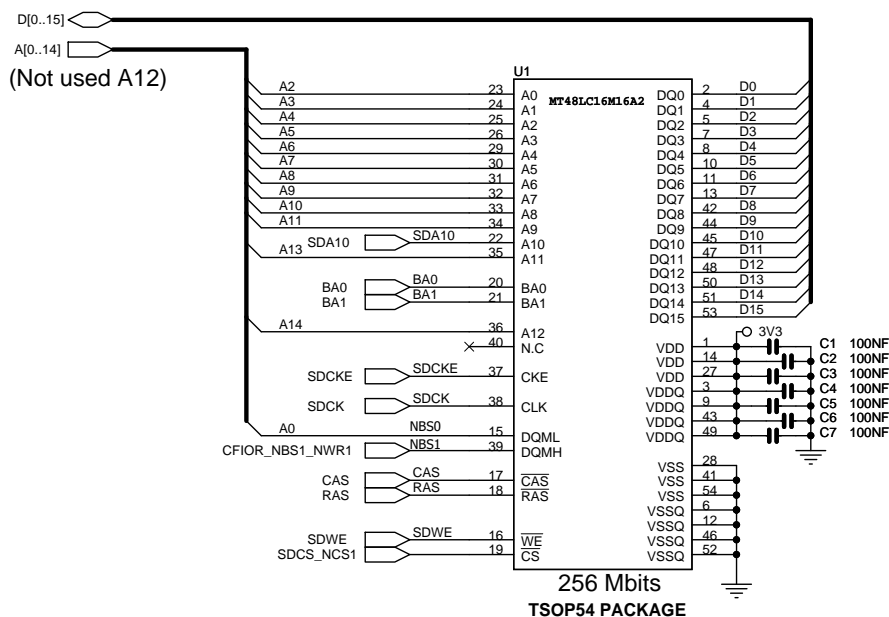 D[0..15]
A[0..14]
(Not used A12)
U1
MT48LC16M16A2
A2 23 A0 DQ0 2 D0
A3 24 A1 DQ1 4 D1
A4 25 A2 DQ2 5 D2
A5 26 A3 DQ3 7 D3
A6 29 A4 DQ4 8 D4
A7 30 A5 DQ5 10 D5
A8 31 A6 DQ6 11 D6
A9 32 A7 DQ7 13 D7
A10 33 A8 DQ8 42 D8
A11 34 A9 DQ9 44 D9
SDA10 SDA10 22 A10 DQ10 45 D10
A13 35 A11 DQ11 47 D11
DQ12 48 D12
BA0 BA0 20 BA0 DQ13 50 D13
BA1 BA1 21 BA1 DQ14 51 D14
DQ15 53 D15
A14 36 A12 3V3
40 N.C VDD 1 C1 100NF
VDD 14 C2 100NF
SDCKE SDCKE 37 CKE VDD 27 C3 100NF
VDDQ 3 C4 100NF
SDCK SDCK 38 CLK VDDQ 9 C5 100NF
VDDQ 43 C6 100NF
A0 NBS0 15 DQML VDDQ 49 C7 100NF
CFIOR_NBS1_NWR1 NBS1 39 DQMH
VSS 28
CAS CAS 17 CAS VSS 41
RAS RAS 18 RAS VSS 54
VSSQ 6
VSSQ 12
SDWE SDWE 16 WE VSSQ 46
SDCS_NCS1 19 CS VSSQ 52
256 Mbits
TSOP54 PACKAGE